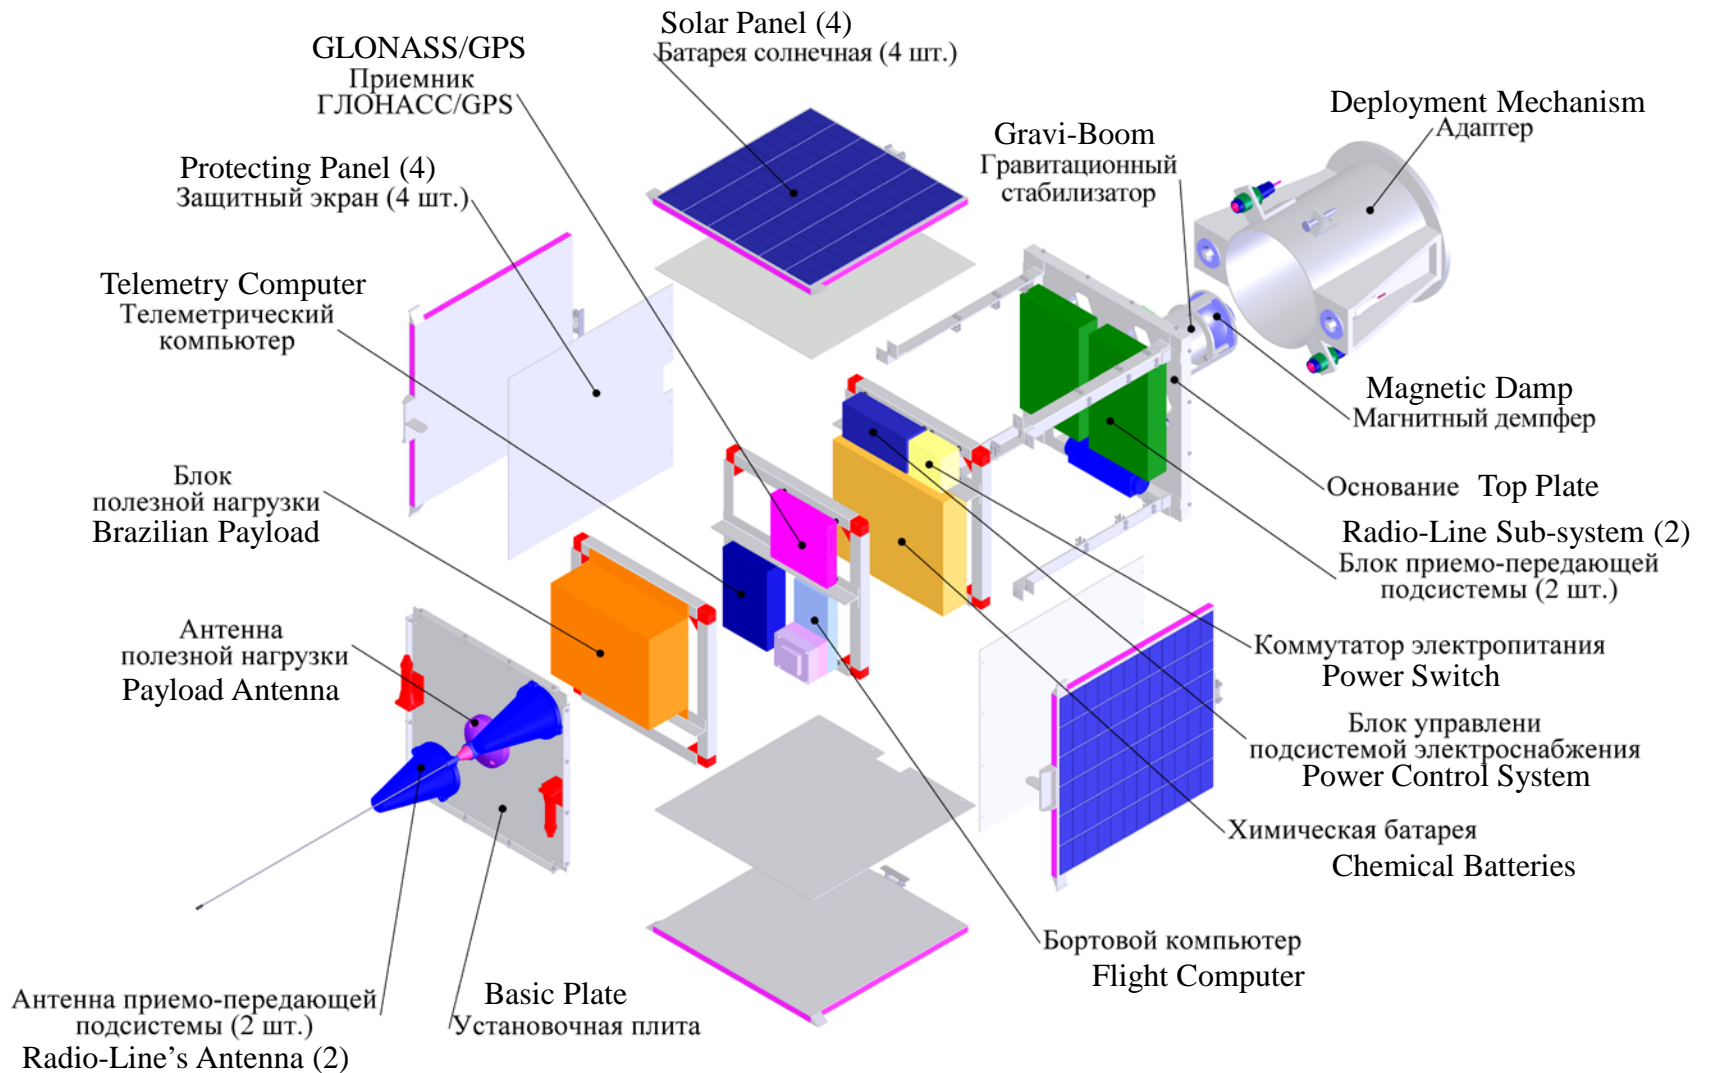 Solar Panel (4)
Батарея солнечная (4 шт.)
GLONASS/GPS
Приемник
ГЛОНАСС/GPS
Deployment Mechanism
Адаптер
Gravi-Boom
Гравитационный
стабилизатор
Protecting Panel (4)
Защитный экран (4 шт.)
Telemetry Computer
Телеметрический
компьютер
Magnetic Damp
Магнитный демпфер
Блок
полезной нагрузки
Brazilian Payload
Основание Top Plate
Radio-Line Sub-system (2)
Блок приемо-передающей
подсистемы (2 шт.)
Антенна
полезной нагрузки
Payload Antenna
Коммутатор электропитания
Power Switch
Блок управлени
подсистемой электроснабжения
Power Control System
Химическая батарея
Chemical Batteries
Бортовой компьютер
Flight Computer
Антенна приемо-передающей
подсистемы (2 шт.)
Radio-Line's Antenna (2)
Basic Plate
Установочная плита